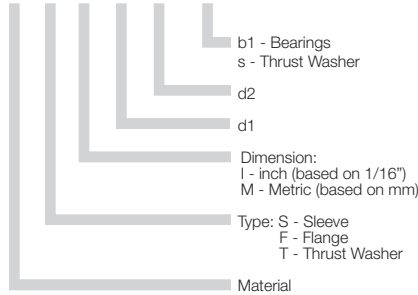 b1 - Bearings
s - Thrust Washer
d2
d1
Dimension:
I - inch (based on 1/16”)
M - Metric (based on mm)
Type: S - Sleeve
F - Flange
T - Thrust Washer
Material